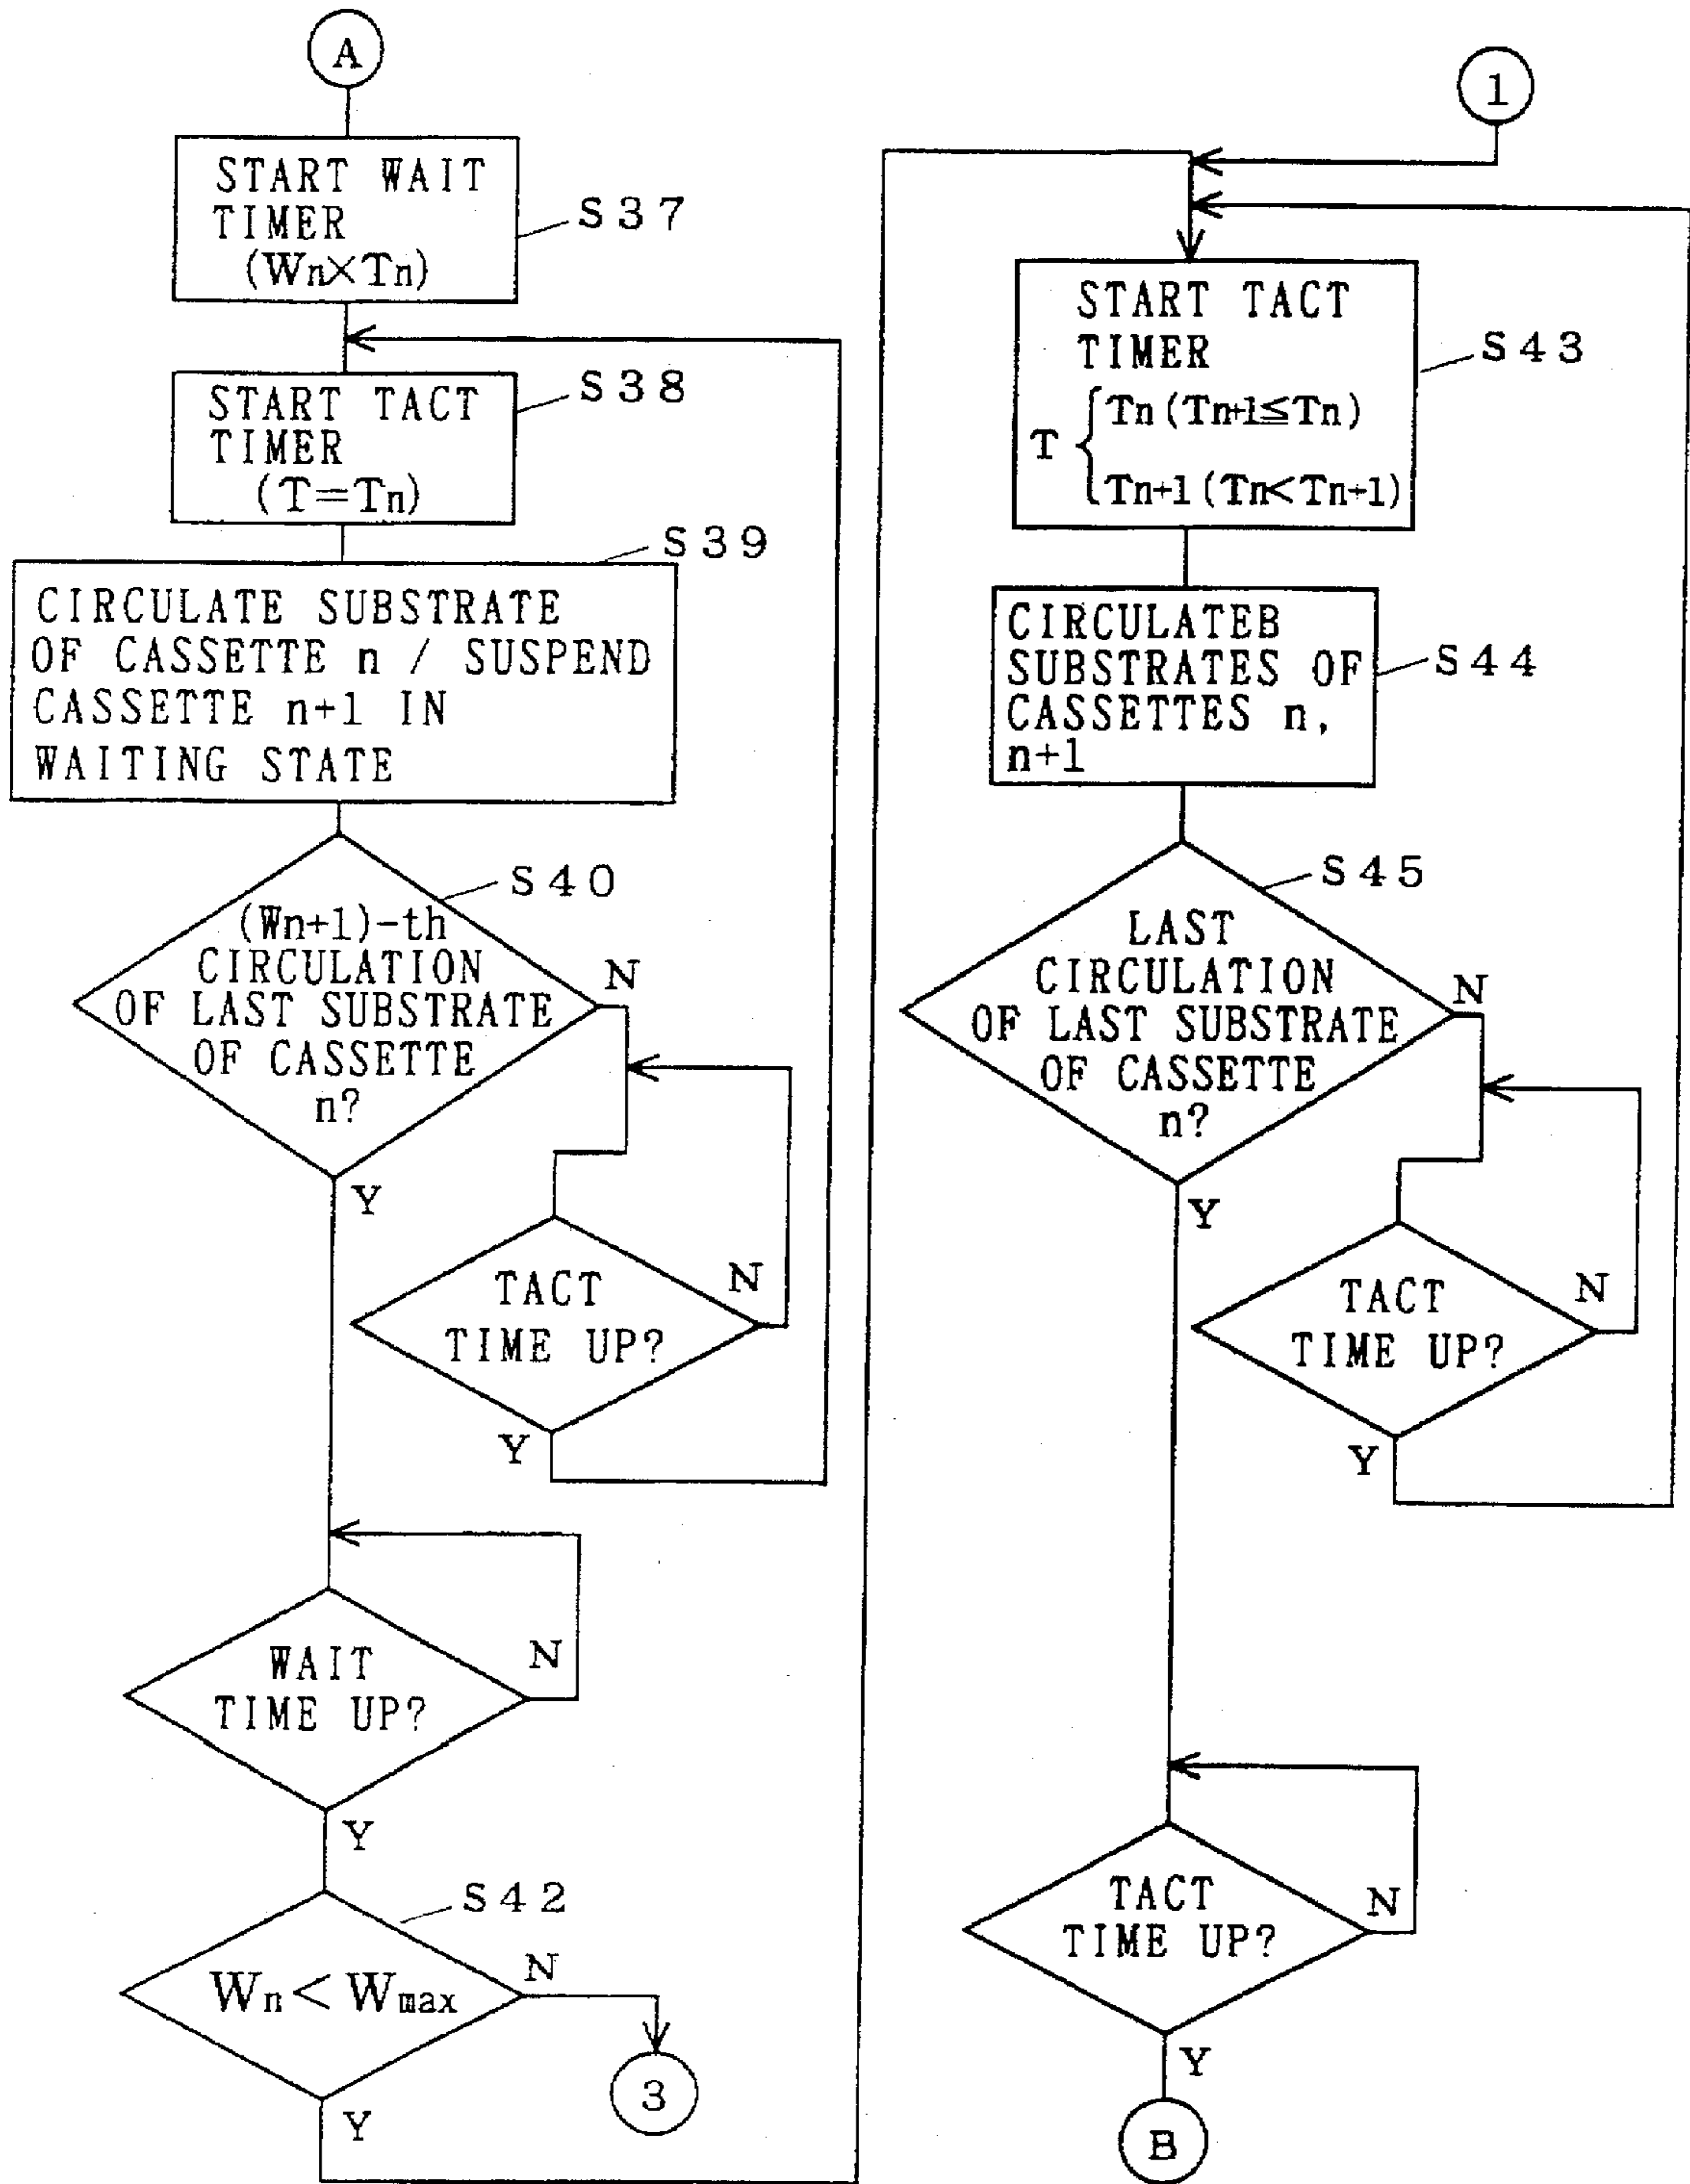 A
START WAIT
TIMER
(Wn×Tn)
S37
START TACT
TIMER
(T=Tn)
S38
S39
CIRCULATE SUBSTRATE
OF CASSETTE n / SUSPEND
CASSETTE n+1 IN
WAITING STATE
S40
(Wn+1)-th
CIRCULATION
OF LAST SUBSTRATE
OF CASSETTE
n?
N
Y
TACT
TIME UP?
N
Y
WAIT
TIME UP?
N
Y
S42
Wn < Wmax
N
3
Y
1
START TACT
TIMER
T { Tn (Tn+1≦Tn)
Tn+1 (Tn<Tn+1)
S43
CIRCULATEB
SUBSTRATES OF
CASSETTES n,
n+1
S44
S45
LAST
CIRCULATION
OF LAST SUBSTRATE
OF CASSETTE
n?
N
Y
TACT
TIME UP?
N
Y
TACT
TIME UP?
N
Y
B